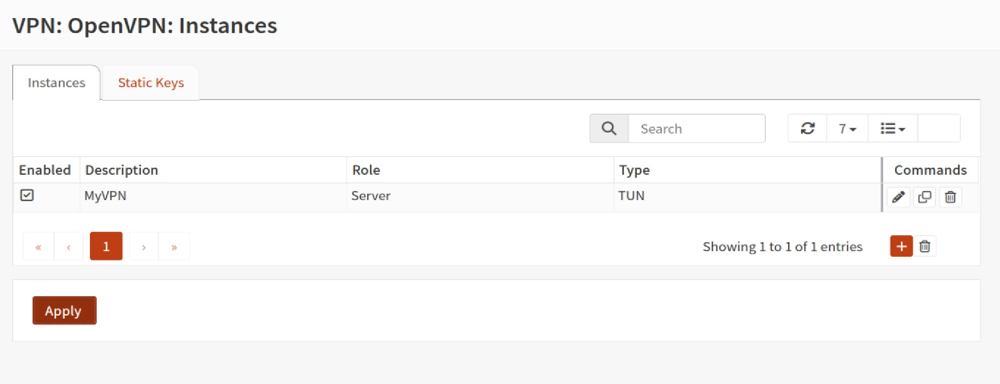 VPN: OpenVPN: Instances
Instances Static Keys
Search 7
Enabled Description Role Type Commands
MyVPN Server TUN
« ‹ 1 › » Showing 1 to 1 of 1 entries +
Apply